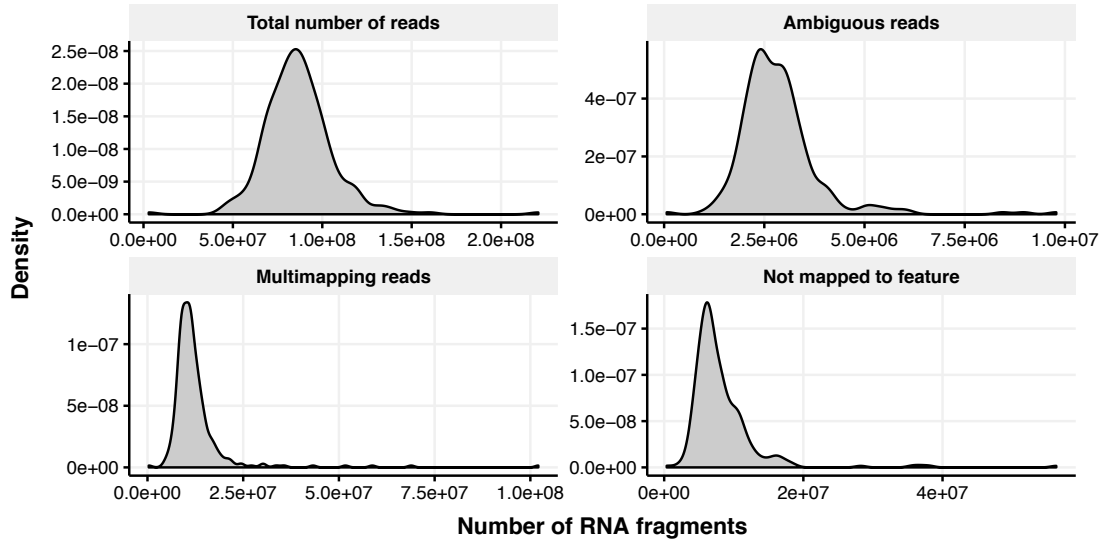 Total number of reads
Ambiguous reads
2.5e−08
2.0e−08
1.5e−08
1.0e−08
5.0e−09
0.0e+00
4e−07
2e−07
0e+00
0.0e+00 5.0e+07 1.0e+08 1.5e+08 2.0e+08
0.0e+00 2.5e+06 5.0e+06 7.5e+06 1.0e+07
Density
Multimapping reads
Not mapped to feature
1e−07
5e−08
0e+00
1.5e−07
1.0e−07
5.0e−08
0.0e+00
0.0e+00 2.5e+07 5.0e+07 7.5e+07 1.0e+08
0e+00 2e+07 4e+07
Number of RNA fragments